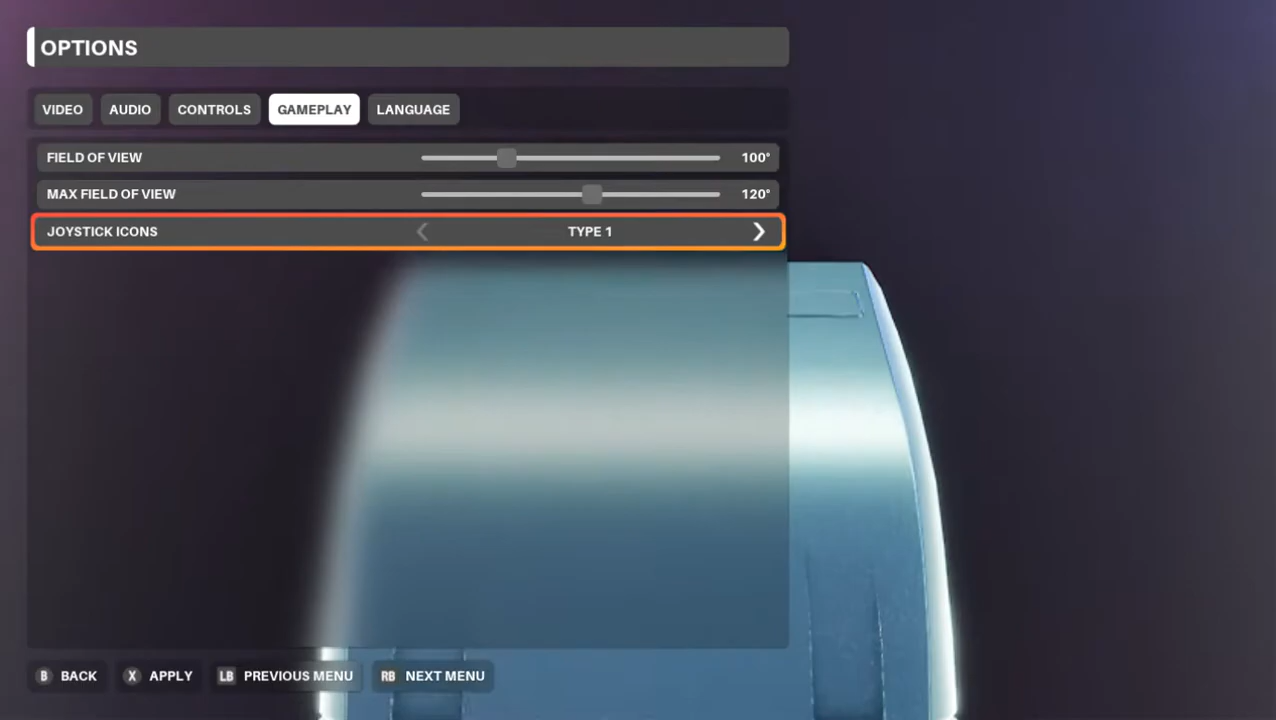 OPTIONS
VIDEO AUDIO CONTROLS GAMEPLAY LANGUAGE
FIELD OF VIEW 100°
MAX FIELD OF VIEW 120°
JOYSTICK ICONS TYPE 1
B BACK X APPLY LB PREVIOUS MENU RB NEXT MENU